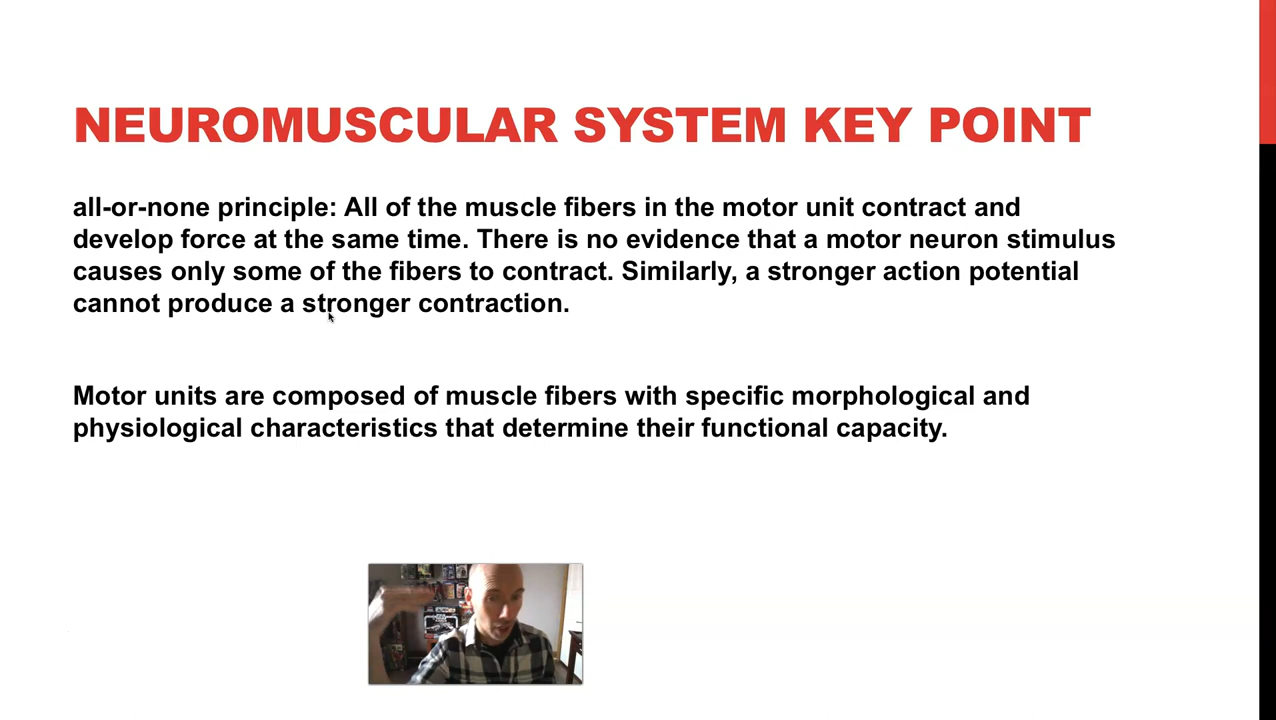 NEUROMUSCULAR SYSTEM KEY POINT
all-or-none principle: All of the muscle fibers in the motor unit contract and
develop force at the same time. There is no evidence that a motor neuron stimulus
causes only some of the fibers to contract. Similarly, a stronger action potential
cannot produce a stronger contraction.
Motor units are composed of muscle fibers with specific morphological and
physiological characteristics that determine their functional capacity.